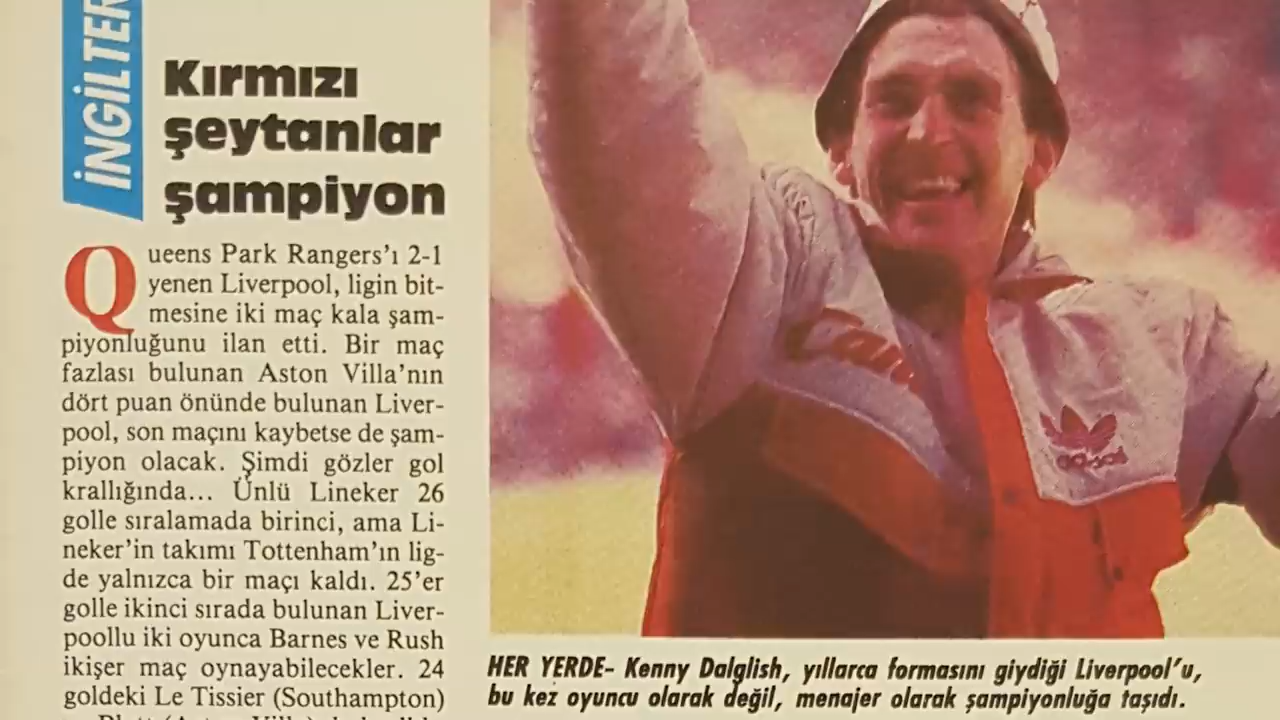 İNGİLTER
Kırmızı
şeytanlar
şampiyon
Queens Park Rangers’ı 2-1
yenen Liverpool, ligin bit-
mesine iki maç kala şam-
piyonluğunu ilan etti. Bir maç
fazlası bulunan Aston Villa’nın
dört puan önünde bulunan Liver-
pool, son maçını kaybetse de şam-
piyon olacak. Şimdi gözler gol
krallığında... Ünlü Lineker 26
golle sıralamada birinci, ama Li-
neker’in takımı Tottenham’ın lig-
de yalnızca bir maçı kaldı. 25’er
golle ikinci sırada bulunan Liver-
poollu iki oyunca Barnes ve Rush
ikişer maç oynayabilecekler. 24
goldeki Le Tissier (Southampton)
Can
adidas
HER YERDE– Kenny Dalglish, yıllarca formasını giydiği Liverpool’u,
bu kez oyuncu olarak değil, menajer olarak şampiyonluğa taşıdı.